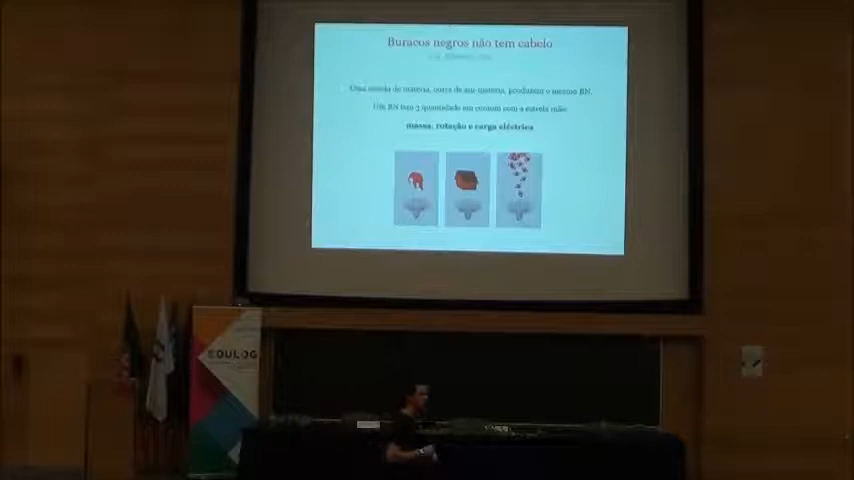 Buracos negros não tem cabelo
Uma estrela de matéria, outra de anti-matéria, produzem o mesmo BN.
Um BN tem 3 quantidade em comum com a estrela mãe:
massa, rotação e carga eléctrica
EDULOG